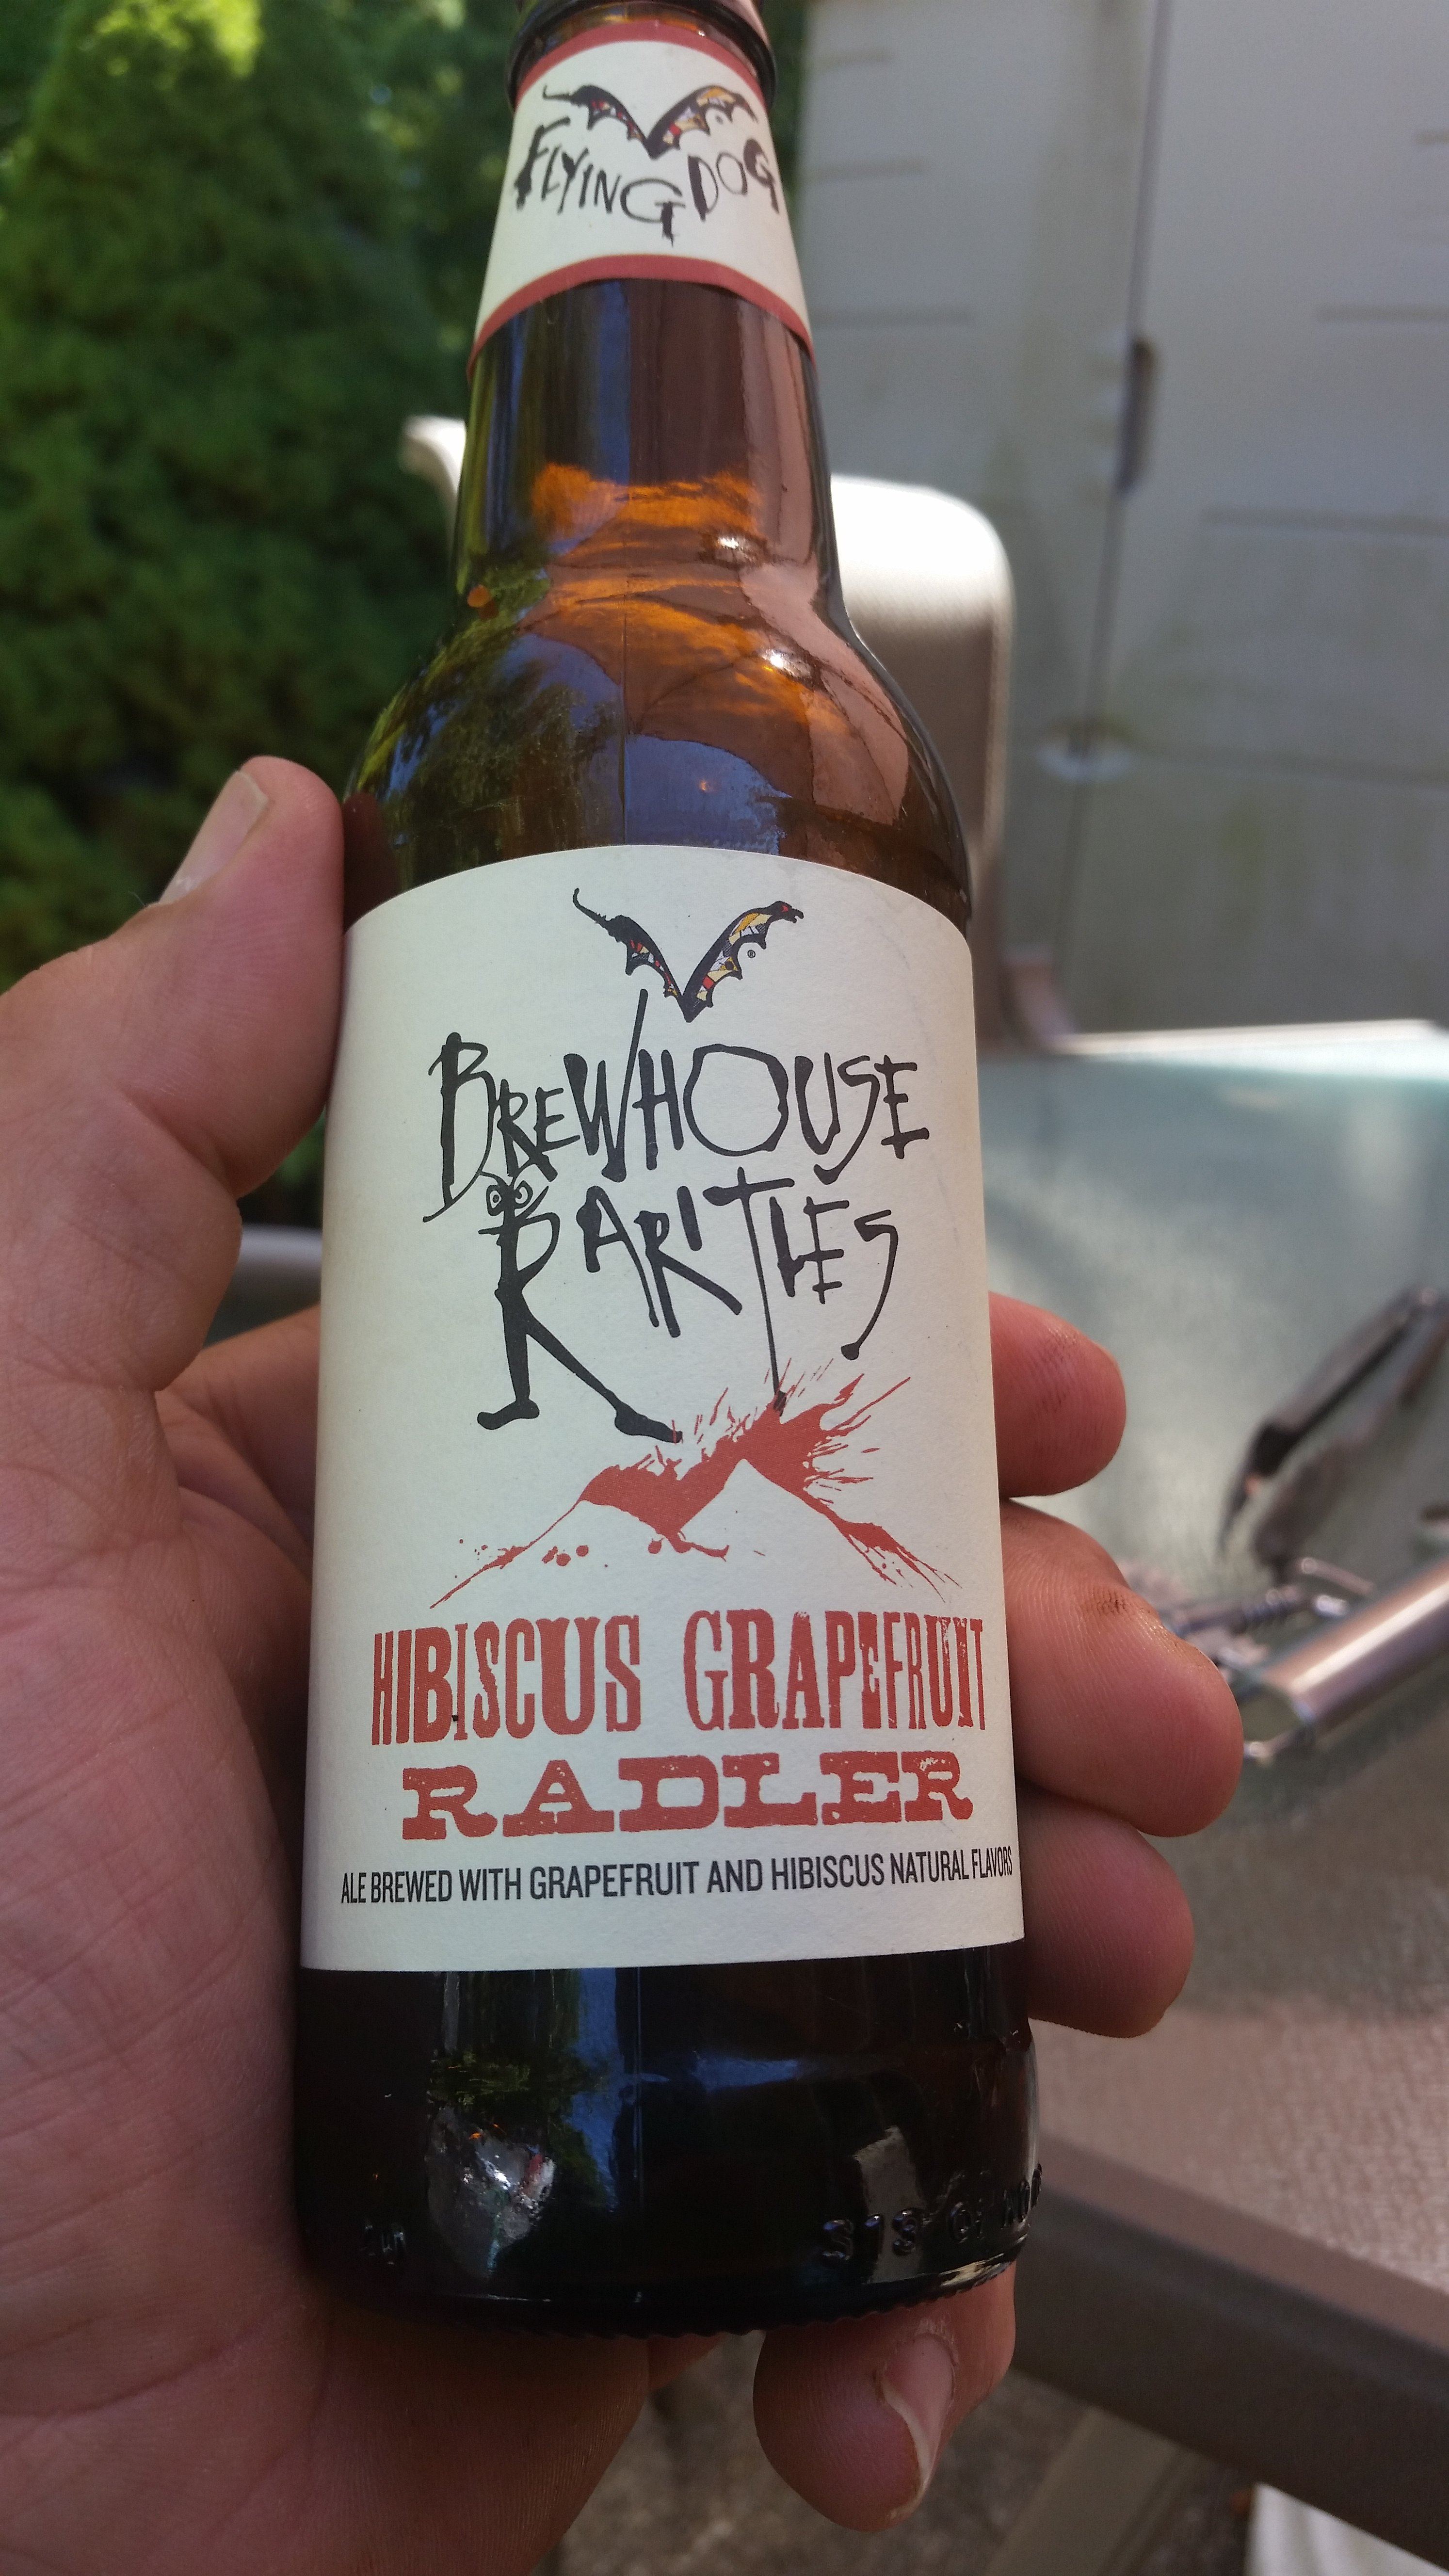 FLYING DOG
®
BREWHOUSE
RARITIES
HIBISCUS GRAPEFRUIT
RADLER
ALE BREWED WITH GRAPEFRUIT AND HIBISCUS NATURAL FLAVORS